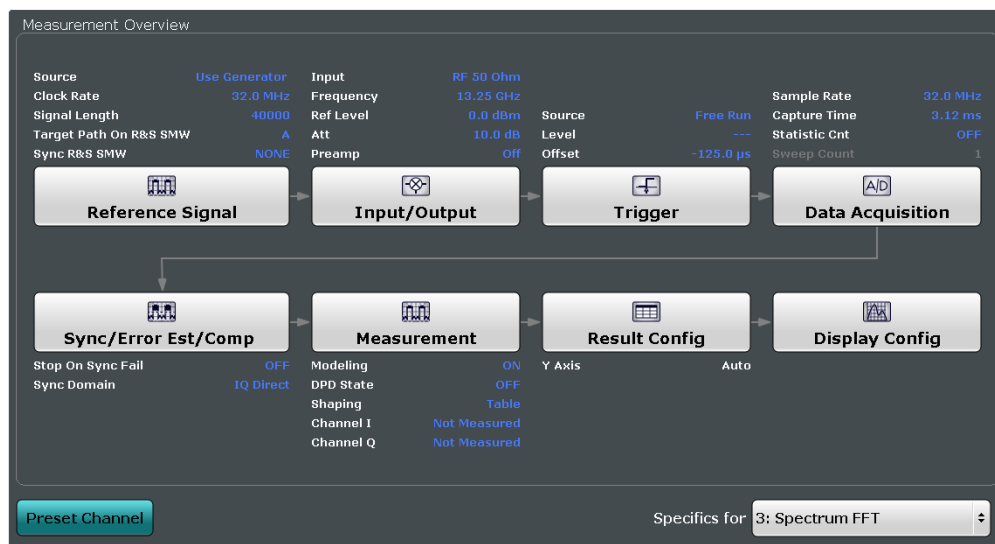 Measurement Overview
Source Use Generator
Clock Rate 32.0 MHz
Signal Length 40000
Target Path On R&S SMW A
Sync R&S SMW NONE
Reference Signal
Input RF 50 Ohm
Frequency 13.25 GHz
Ref Level 0.0 dBm
Att 10.0 dB
Preamp Off
Input/Output
Source Free Run
Level ---
Offset -125.0 µs
Trigger
Sample Rate 32.0 MHz
Capture Time 3.12 ms
Statistic Cnt OFF
Sweep Count 1
A/D
Data Acquisition
Sync/Error Est/Comp
Stop On Sync Fail OFF
Sync Domain IQ Direct
Measurement
Modeling ON
DPD State OFF
Shaping Table
Channel I Not Measured
Channel Q Not Measured
Result Config
Y Axis Auto
Display Config
Preset Channel
Specifics for 3: Spectrum FFT